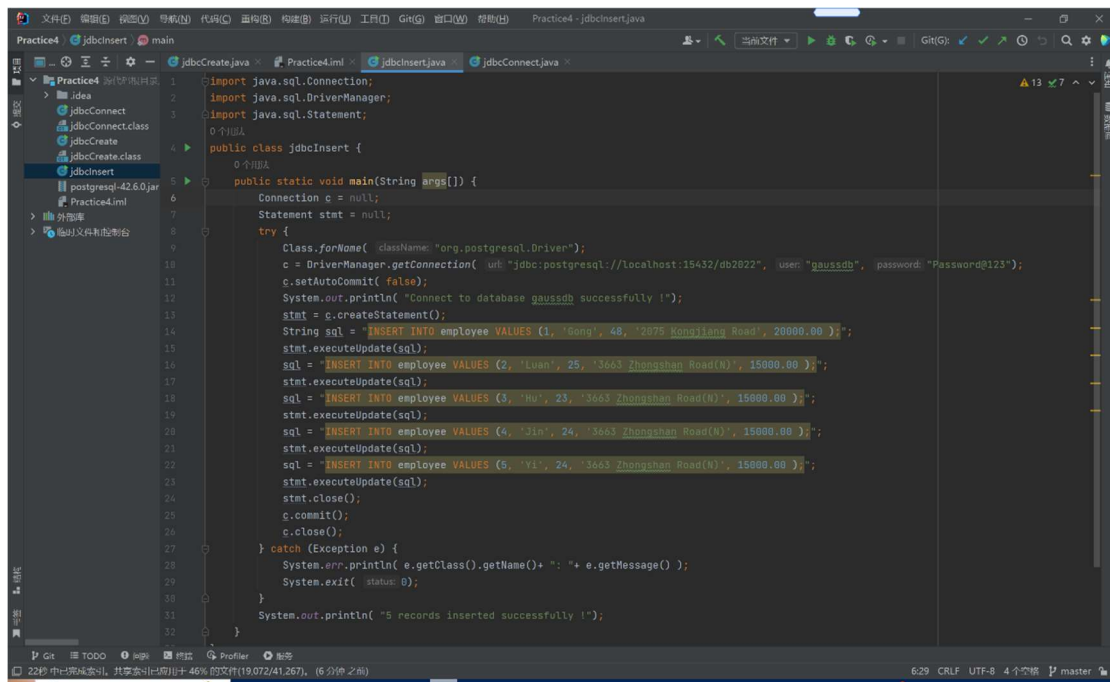 文件(F) 编辑(E) 视图(V) 导航(N) 代码(C) 重构(R) 构建(B) 运行(U) 工具(T) Git(G) 窗口(W) 帮助(H) Practice4 - jdbcInsert.java
Practice4 jdbcInsert main 当前文件 Git(G):
jdbcCreate.java Practice4.iml jdbcInsert.java jdbcConnect.java
Practice4
.idea
jdbcConnect
jdbcConnect.class
jdbcCreate
jdbcCreate.class
jdbcInsert
postgresql-42.6.0.jar
Practice4.iml
外部库
临时文件和控制台
13 7
1 import java.sql.Connection;
2 import java.sql.DriverManager;
3 import java.sql.Statement;
0 个用法
4 public class jdbcInsert {
0 个用法
5 public static void main(String args[]) {
6 Connection c = null;
7 Statement stmt = null;
8 try {
9 Class.forName( className: "org.postgresql.Driver");
10 c = DriverManager.getConnection( url: "jdbc:postgresql://localhost:15432/db2022", user: "gaussdb", password: "Password@123");
11 c.setAutoCommit( false);
12 System.out.println( "Connect to database gaussdb successfully !");
13 stmt = c.createStatement();
14 String sql = "INSERT INTO employee VALUES (1, 'Gong', 48, '2075 Kongjiang Road', 20000.00 );";
15 stmt.executeUpdate(sql);
16 sql = "INSERT INTO employee VALUES (2, 'Luan', 25, '3663 Zhongshan Road(N)', 15000.00 );";
17 stmt.executeUpdate(sql);
18 sql = "INSERT INTO employee VALUES (3, 'Hu', 23, '3663 Zhongshan Road(N)', 15000.00 );";
19 stmt.executeUpdate(sql);
20 sql = "INSERT INTO employee VALUES (4, 'Jin', 24, '3663 Zhongshan Road(N)', 15000.00 );";
21 stmt.executeUpdate(sql);
22 sql = "INSERT INTO employee VALUES (5, 'Yi', 24, '3663 Zhongshan Road(N)', 15000.00 );";
23 stmt.executeUpdate(sql);
24 stmt.close();
25 c.commit();
26 c.close();
27 } catch (Exception e) {
28 System.err.println( e.getClass().getName()+ ": "+ e.getMessage() );
29 System.exit( status: 0);
30 }
31 System.out.println( "5 records inserted successfully !");
32 }
提交
结构
书签
Git TODO 问题 终端 Profiler 服务
22秒 中已完成索引。共享索引已应用于 46% 的文件(19,072/41,267)。 (6 分钟 之前) 6:29 CRLF UTF-8 4 个空格 master